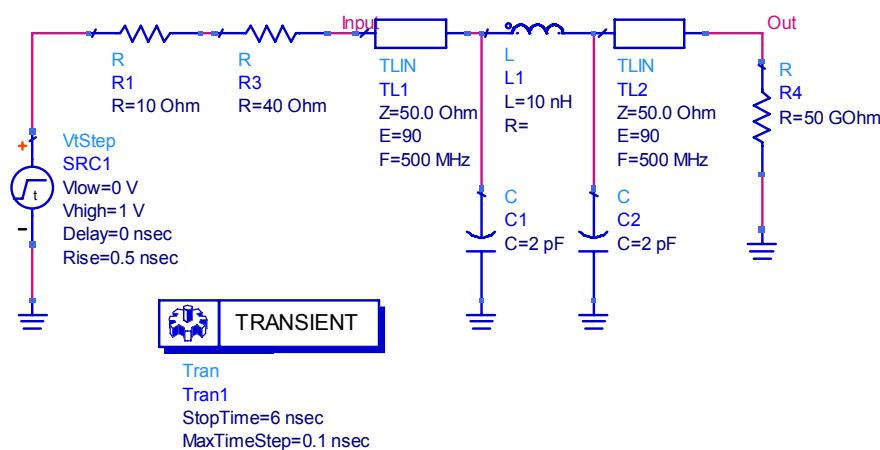 Input
Out
R
R1
R=10 Ohm
R
R3
R=40 Ohm
TLIN
TL1
Z=50.0 Ohm
E=90
F=500 MHz
L
L1
L=10 nH
R=
TLIN
TL2
Z=50.0 Ohm
E=90
F=500 MHz
R
R4
R=50 GOhm
+
t
-
VtStep
SRC1
Vlow=0 V
Vhigh=1 V
Delay=0 nsec
Rise=0.5 nsec
C
C1
C=2 pF
C
C2
C=2 pF
TRANSIENT
Tran
Tran1
StopTime=6 nsec
MaxTimeStep=0.1 nsec